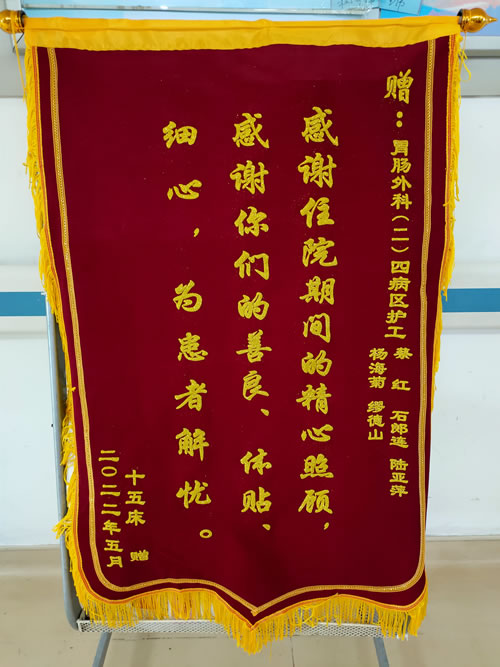 赠：胃肠外科（二）四病区护工 蔡红 石郎莲 陆亚萍
杨海菊 缪德山
感谢住院期间的精心照顾，
感谢你们的善良、体贴、
细心，为患者解忧。
十五床 赠
二〇二二年五月